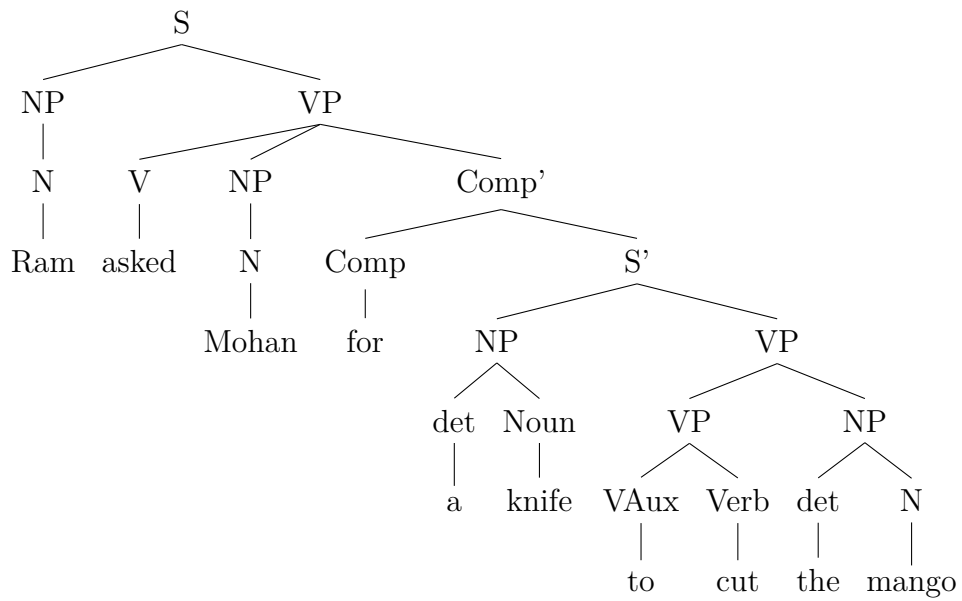 S
NP VP
N V NP Comp'
Ram asked N Comp S'
Mohan for NP VP
det Noun VP NP
a knife VAux Verb det N
to cut the mango